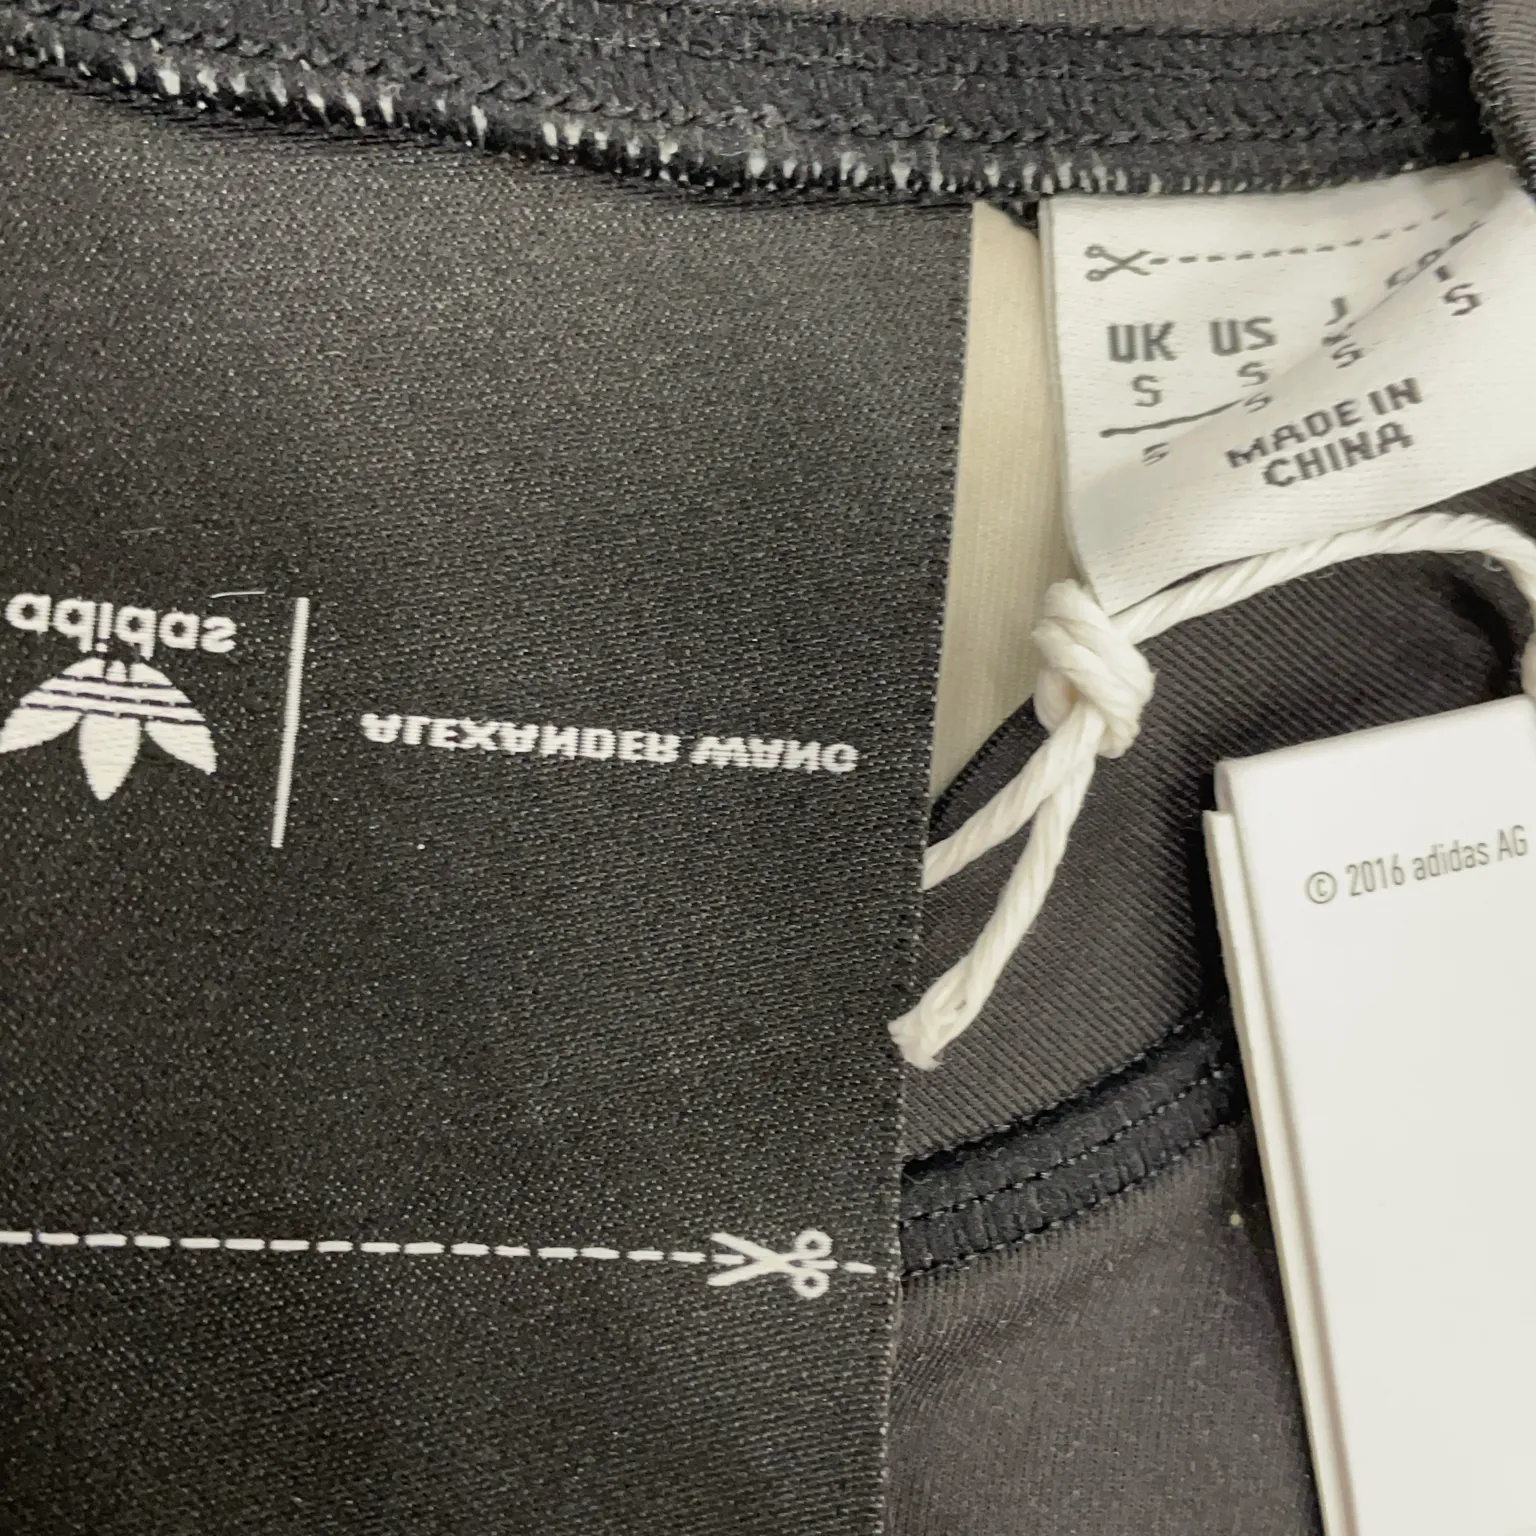 UK US J
S S S S
S
S
MADE IN
CHINA
adidas
ALEXANDER WANG
© 2016 adidas AG